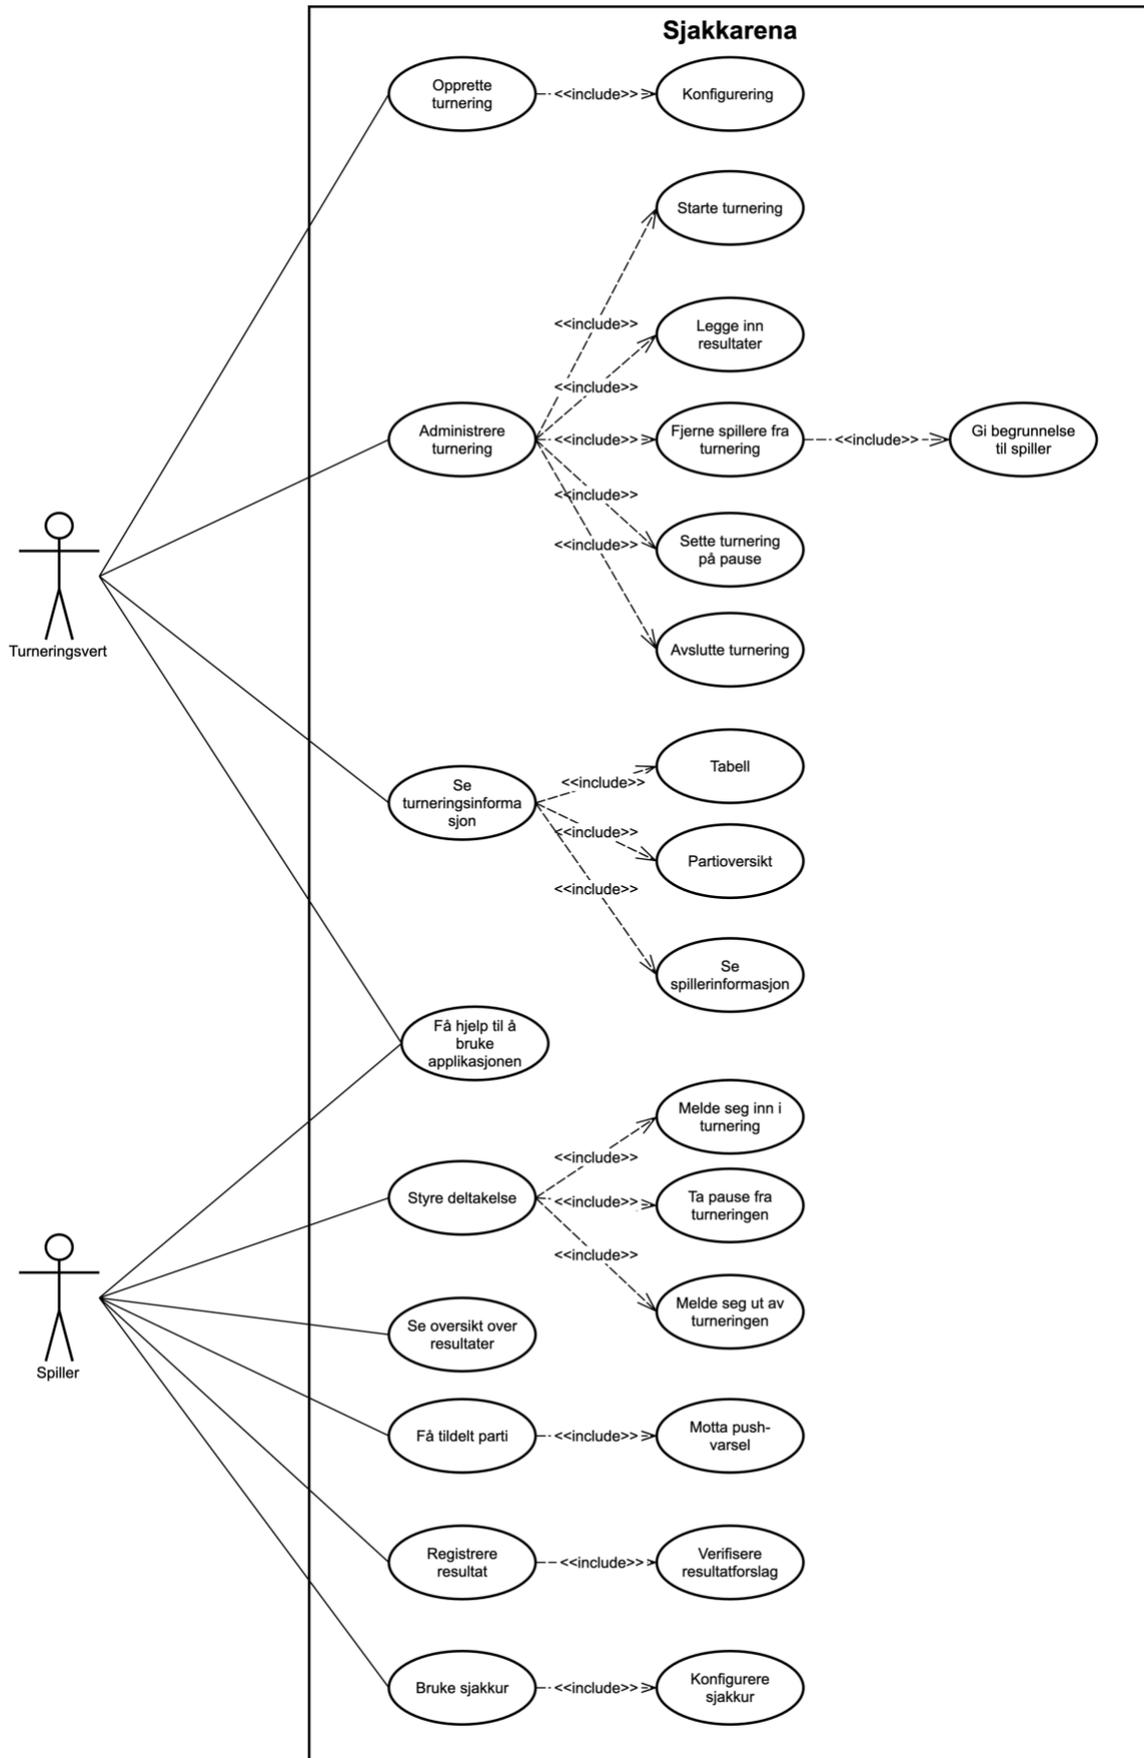 Sjakkarena
Opprette
turnering
<<include>>
Konfigurering
Starte turnering
<<include>>
Legge inn
resultater
<<include>>
Administrere
turnering
<<include>>
Fjerne spillere fra
turnering
<<include>>
Gi begrunnelse
til spiller
<<include>>
Sette turnering
på pause
<<include>>
Avslutte turnering
Turneringsvert
Se
turneringsinforma
sjon
<<include>>
Tabell
<<include>>
Partioversikt
<<include>>
Se
spillerinformasjon
Få hjelp til å
bruke
applikasjonen
Melde seg inn i
turnering
<<include>>
Styre deltakelse
<<include>>
Ta pause fra
turneringen
<<include>>
Melde seg ut av
turneringen
Spiller
Se oversikt over
resultater
Få tildelt parti
<<include>>
Motta push-
varsel
Registrere
resultat
<<include>>
Verifisere
resultatforslag
Bruke sjakkur
<<include>>
Konfigurere
sjakkur